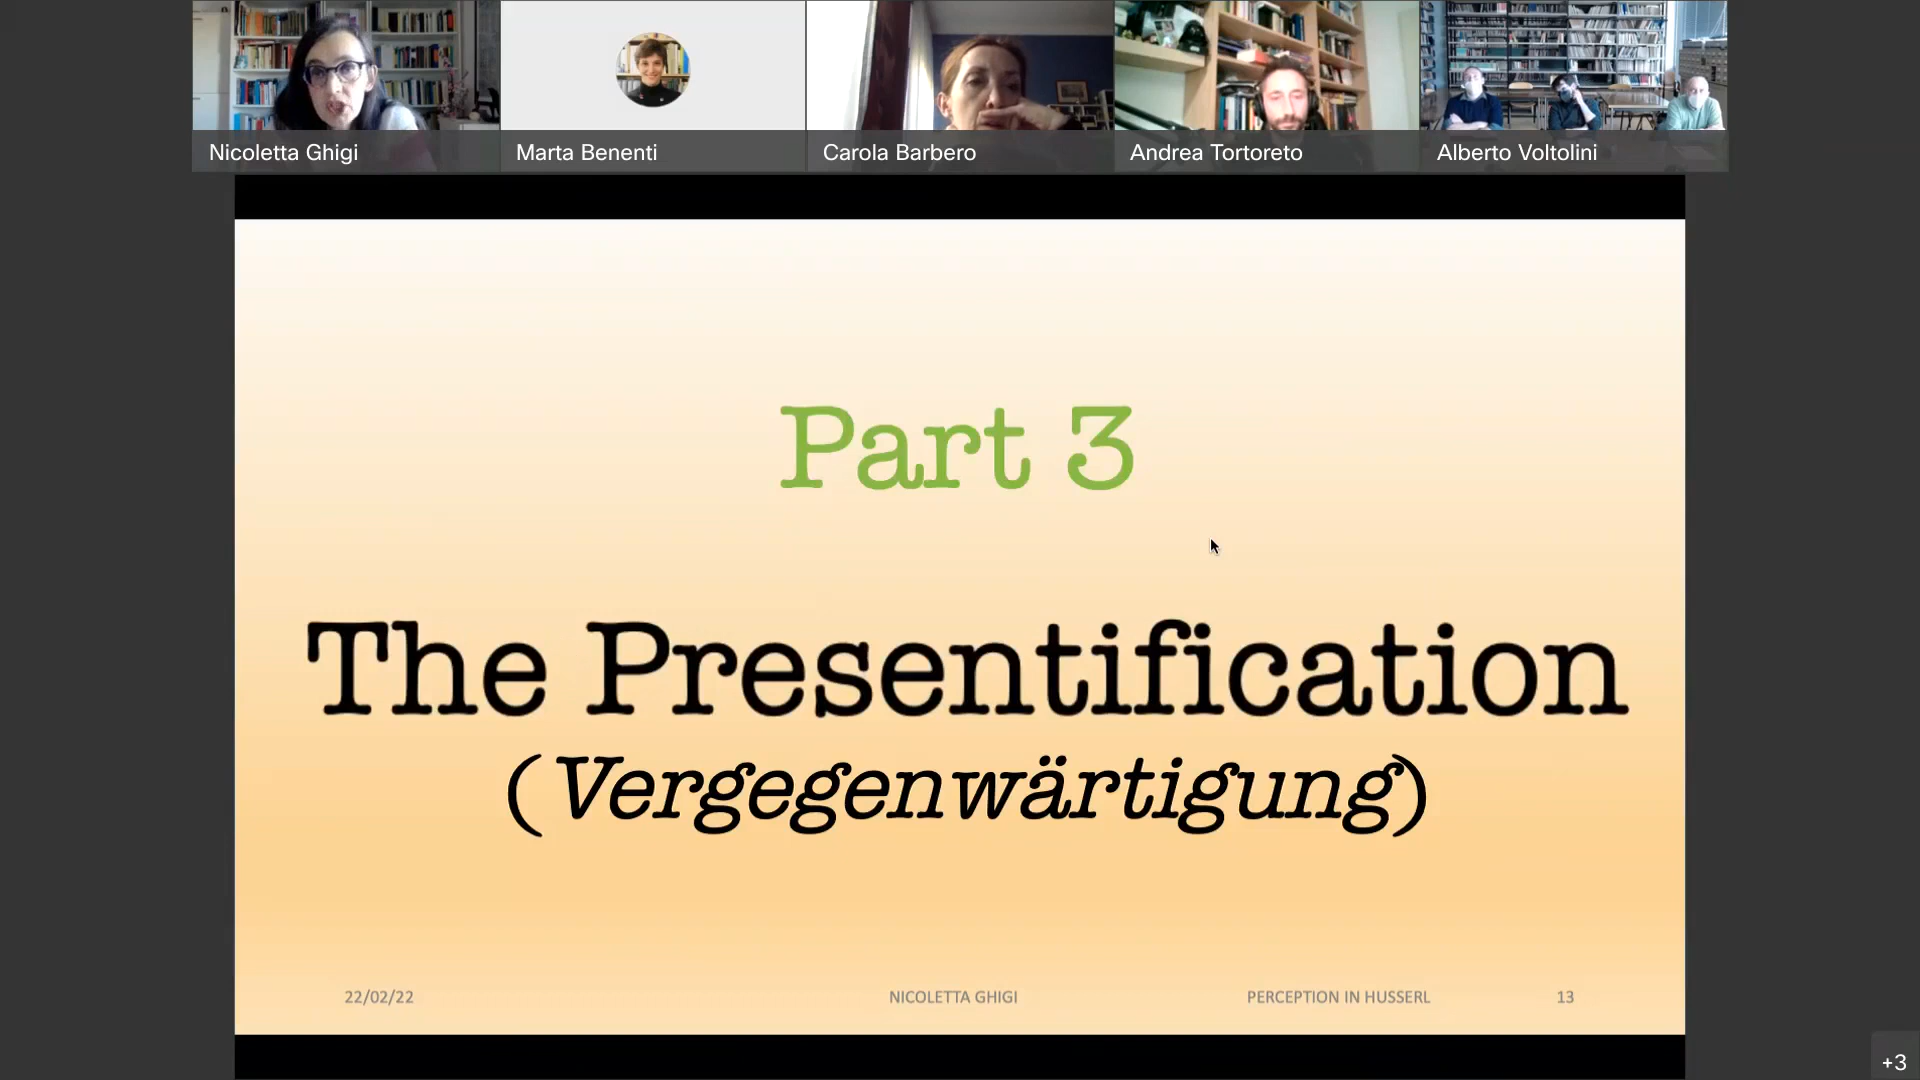 Nicoletta Ghigi
Marta Benenti
Carola Barbero
Andrea Tortoreto
Alberto Voltolini
Part 3
The Presentification
(Vergegenwärtigung)
22/02/22
NICOLETTA GHIGI
PERCEPTION IN HUSSERL
13
+3